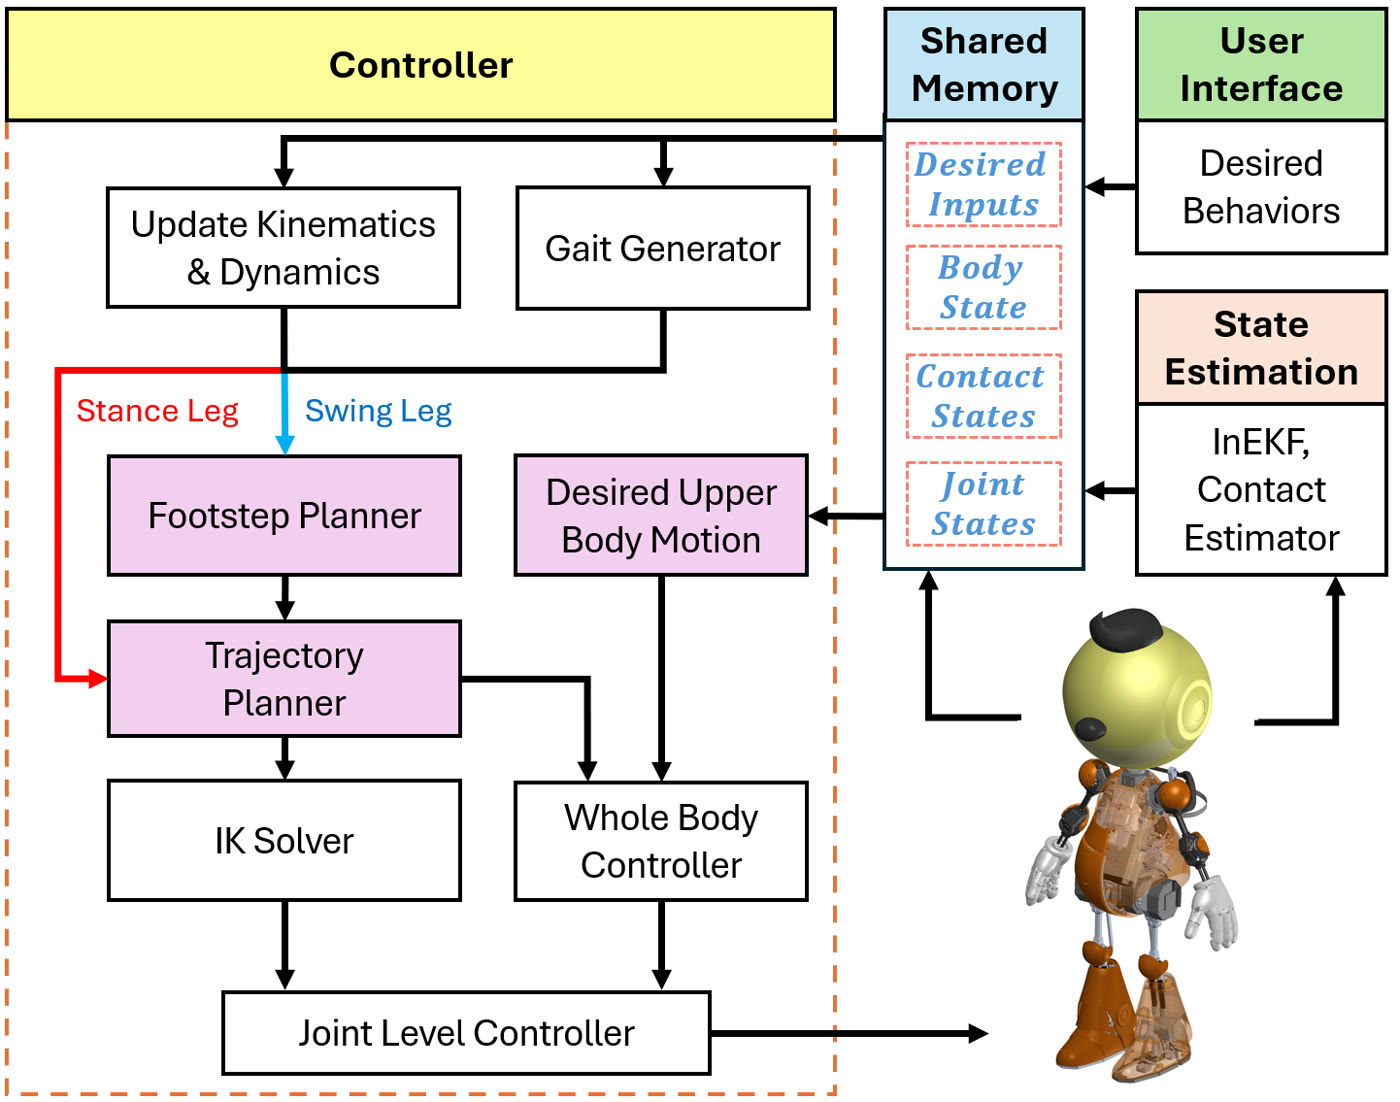 Controller
Shared
Memory
User
Interface
Desired
Inputs
Body
State
Contact
States
Joint
States
Desired
Behaviors
State
Estimation
InEKF,
Contact
Estimator
Update Kinematics
& Dynamics
Gait Generator
Stance Leg
Swing Leg
Footstep Planner
Desired Upper
Body Motion
Trajectory
Planner
IK Solver
Whole Body
Controller
Joint Level Controller